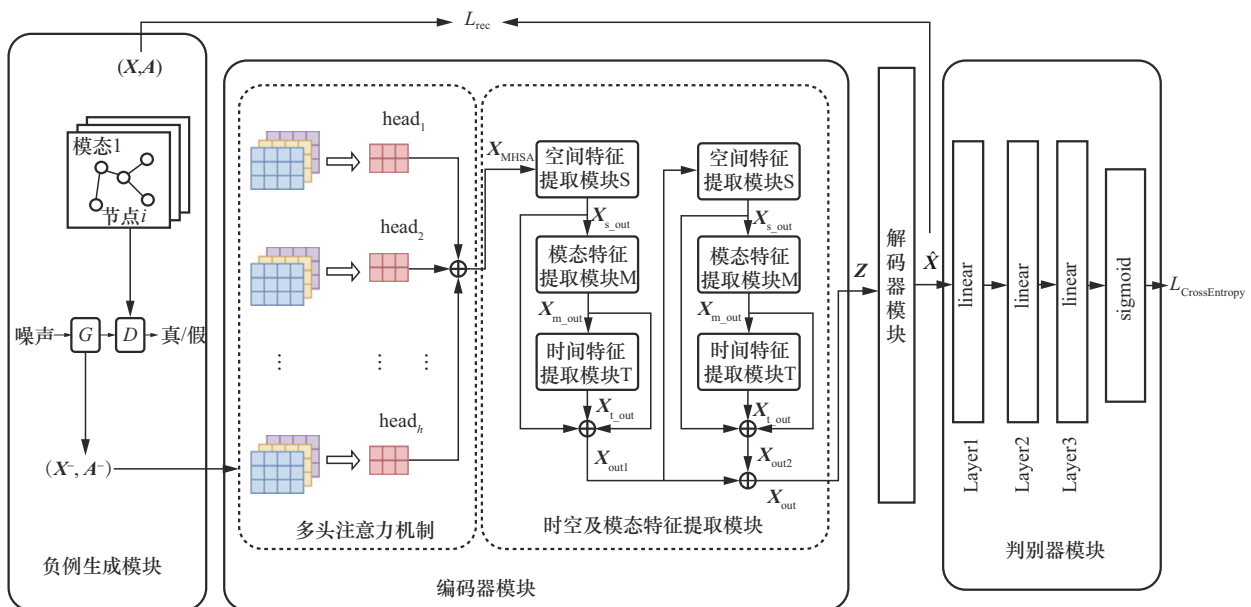 L_rec
(X,A)
模态1
节点i
噪声
G
D
真/假
(X⁻, A⁻)
负例生成模块
head_1
head_2
⋮
⋮
head_h
多头注意力机制
X_MHSA
空间特征
提取模块S
X_s_out
模态特征
提取模块M
X_m_out
时间特征
提取模块T
X_t_out
X_out1
空间特征
提取模块S
X_s_out
模态特征
提取模块M
X_m_out
时间特征
提取模块T
X_t_out
X_out2
X_out
时空及模态特征提取模块
编码器模块
Z
解码器模块
X̂
linear
linear
linear
sigmoid
Layer1
Layer2
Layer3
L_CrossEntropy
判别器模块